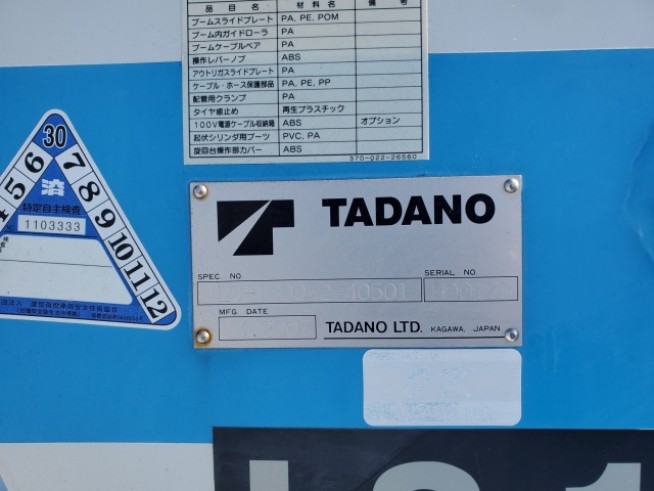 品 目 名 材 料 名 備 考
ブームスライドプレート PA, PE, POM
ブーム内ガイドローラ PA
ブームケーブルベア PA
操作レバーノブ ABS
アウトリガスライドプレート PA
ケーブル・ホース保護部品 PA, PE, PP
配管用クランプ PA
タイヤ歯止め 再生プラスチック
100V電源ケーブル収納箱 ABS オプション
起伏シリンダ用ブーツ PVC, PA
旋回台操作部カバー ABS
370-022-26560
30
4 5 6 7 8 9 10 11 12
済
特定自主検査
1103333
TADANO
SPEC. NO SERIAL NO.
10501
MFG DATE
TADANO LTD. KAGAWA, JAPAN